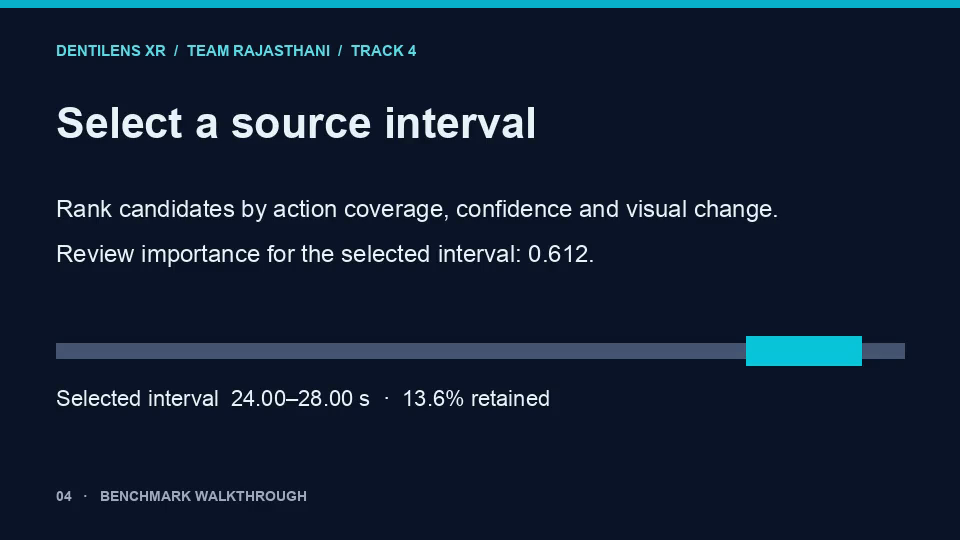 DENTILENS XR / TEAM RAJASTHANI / TRACK 4
Select a source interval
Rank candidates by action coverage, confidence and visual change.
Review importance for the selected interval: 0.612.
Selected interval 24.00–28.00 s · 13.6% retained
04 · BENCHMARK WALKTHROUGH